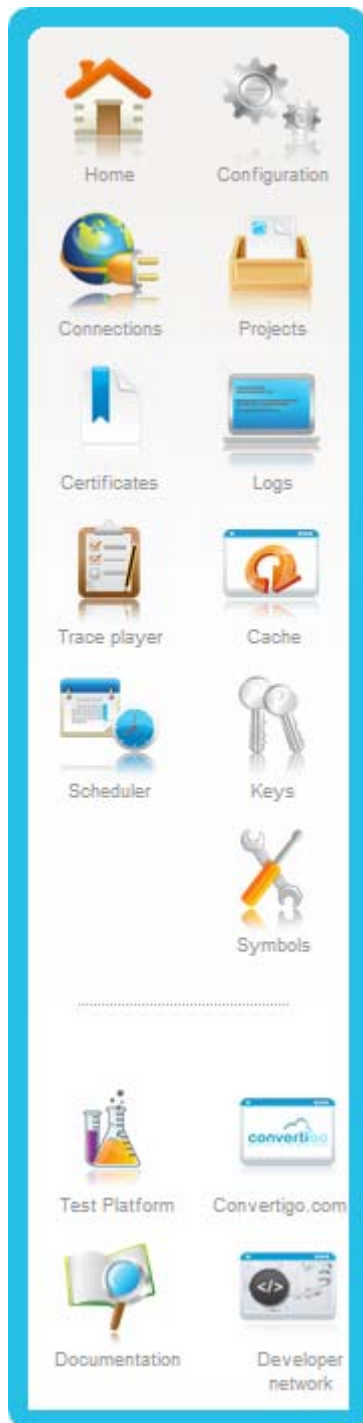 Home Configuration
Connections Projects
Certificates Logs
Trace player Cache
Scheduler Keys
Symbols
convertigo
Test Platform Convertigo.com
</>
Documentation Developer
network